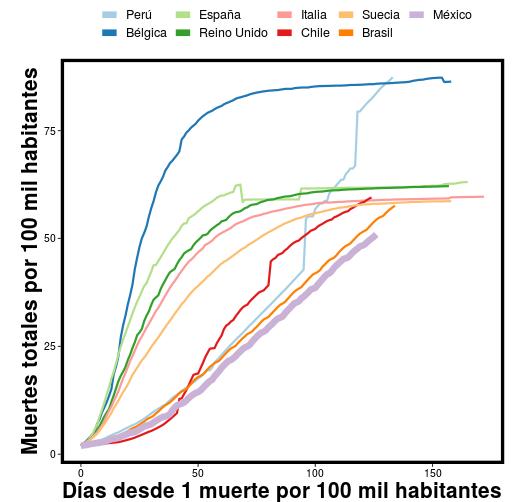 Perú España Italia Suecia México
Bélgica Reino Unido Chile Brasil
Muertes totales por 100 mil habitantes
75
50
25
0
0 50 100 150
Días desde 1 muerte por 100 mil habitantes